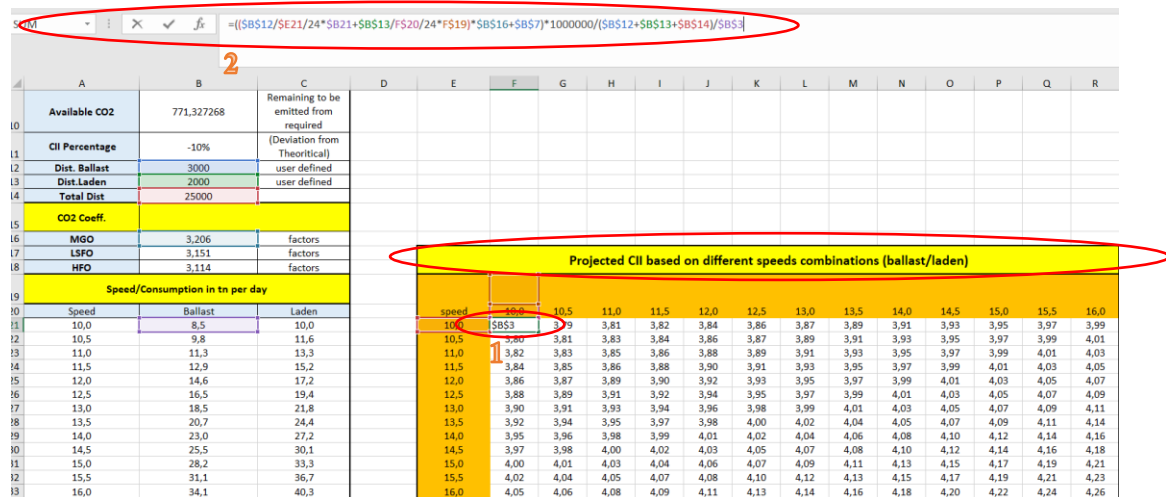 SUM fx =(($B$12/$E21/24*$B21+$B$13/F$20/24*F$19)*$B$16+$B$7)*1000000/($B$12+$B$13+$B$14)/$B$3
2
A B C D E F G H I J K L M N O P Q R
Remaining to be
10 Available CO2 771,327268 emitted from
required
11 CII Percentage -10% (Deviation from
Theoritical)
12 Dist. Ballast 3000 user defined
13 Dist.Laden 2000 user defined
14 Total Dist 25000
15 CO2 Coeff.
16 MGO 3,206 factors
17 LSFO 3,151 factors
18 HFO 3,114 factors
Projected CII based on different speeds combinations (ballast/laden)
19 Speed/Consumption in tn per day
20 Speed Ballast Laden speed 10,0 10,5 11,0 11,5 12,0 12,5 13,0 13,5 14,0 14,5 15,0 15,5 16,0
21 10,0 8,5 10,0 10,0 $B$3 3,79 3,81 3,82 3,84 3,86 3,87 3,89 3,91 3,93 3,95 3,97 3,99
1
22 10,5 9,8 11,6 10,5 3,80 3,81 3,83 3,84 3,86 3,87 3,89 3,91 3,93 3,95 3,97 3,99 4,01
23 11,0 11,3 13,3 11,0 3,82 3,83 3,85 3,86 3,88 3,89 3,91 3,93 3,95 3,97 3,99 4,01 4,03
24 11,5 12,9 15,2 11,5 3,84 3,85 3,86 3,88 3,90 3,91 3,93 3,95 3,97 3,99 4,01 4,03 4,05
25 12,0 14,6 17,2 12,0 3,86 3,87 3,89 3,90 3,92 3,93 3,95 3,97 3,99 4,01 4,03 4,05 4,07
26 12,5 16,5 19,4 12,5 3,88 3,89 3,91 3,92 3,94 3,95 3,97 3,99 4,01 4,03 4,05 4,07 4,09
27 13,0 18,5 21,8 13,0 3,90 3,91 3,93 3,94 3,96 3,98 3,99 4,01 4,03 4,05 4,07 4,09 4,11
28 13,5 20,7 24,4 13,5 3,92 3,94 3,95 3,97 3,98 4,00 4,02 4,04 4,05 4,07 4,09 4,11 4,14
29 14,0 23,0 27,2 14,0 3,95 3,96 3,98 3,99 4,01 4,02 4,04 4,06 4,08 4,10 4,12 4,14 4,16
30 14,5 25,5 30,1 14,5 3,97 3,98 4,00 4,02 4,03 4,05 4,07 4,08 4,10 4,12 4,14 4,16 4,18
31 15,0 28,2 33,3 15,0 4,00 4,01 4,03 4,04 4,06 4,07 4,09 4,11 4,13 4,15 4,17 4,19 4,21
32 15,5 31,1 36,7 15,5 4,02 4,04 4,05 4,07 4,08 4,10 4,12 4,13 4,15 4,17 4,19 4,21 4,23
33 16,0 34,1 40,3 16,0 4,05 4,06 4,08 4,09 4,11 4,13 4,14 4,16 4,18 4,20 4,22 4,24 4,26